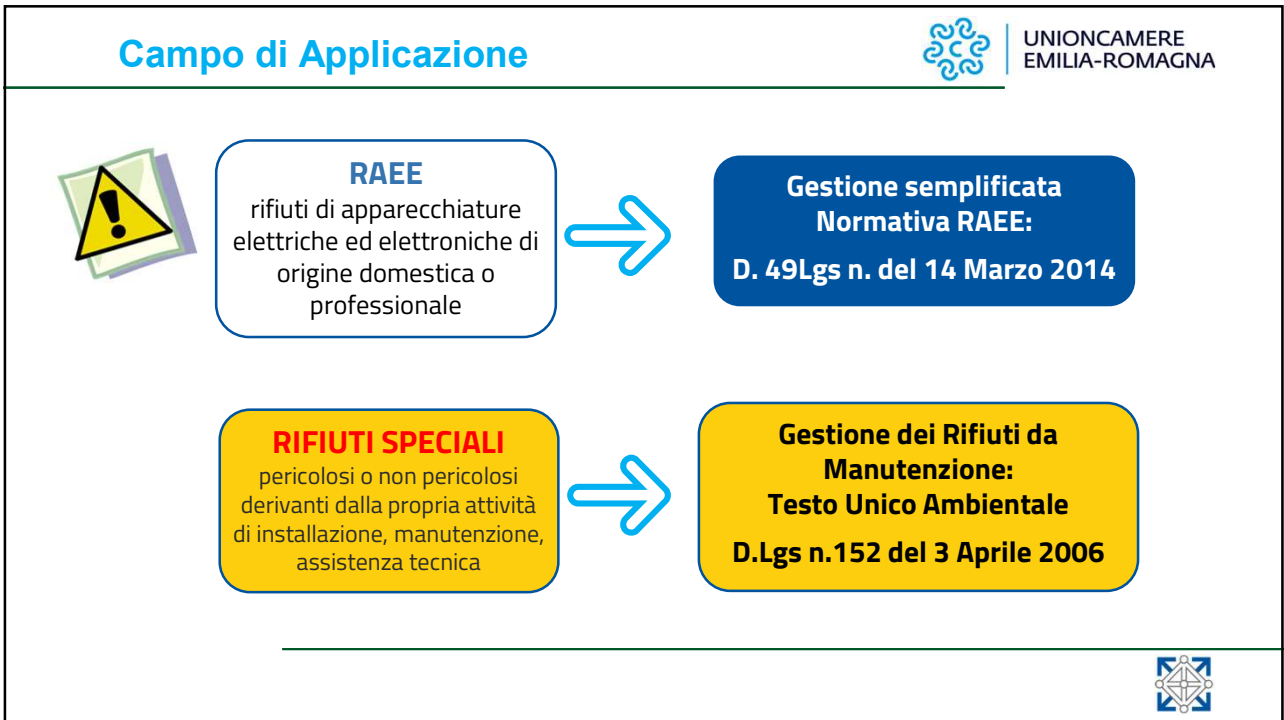 Campo di Applicazione
UNIONCAMERE
EMILIA-ROMAGNA
RAEE
rifiuti di apparecchiature
elettriche ed elettroniche di
origine domestica o
professionale
Gestione semplificata
Normativa RAEE:
D. 49Lgs n. del 14 Marzo 2014
RIFIUTI SPECIALI
pericolosi o non pericolosi
derivanti dalla propria attività
di installazione, manutenzione,
assistenza tecnica
Gestione dei Rifiuti da
Manutenzione:
Testo Unico Ambientale
D.Lgs n.152 del 3 Aprile 2006